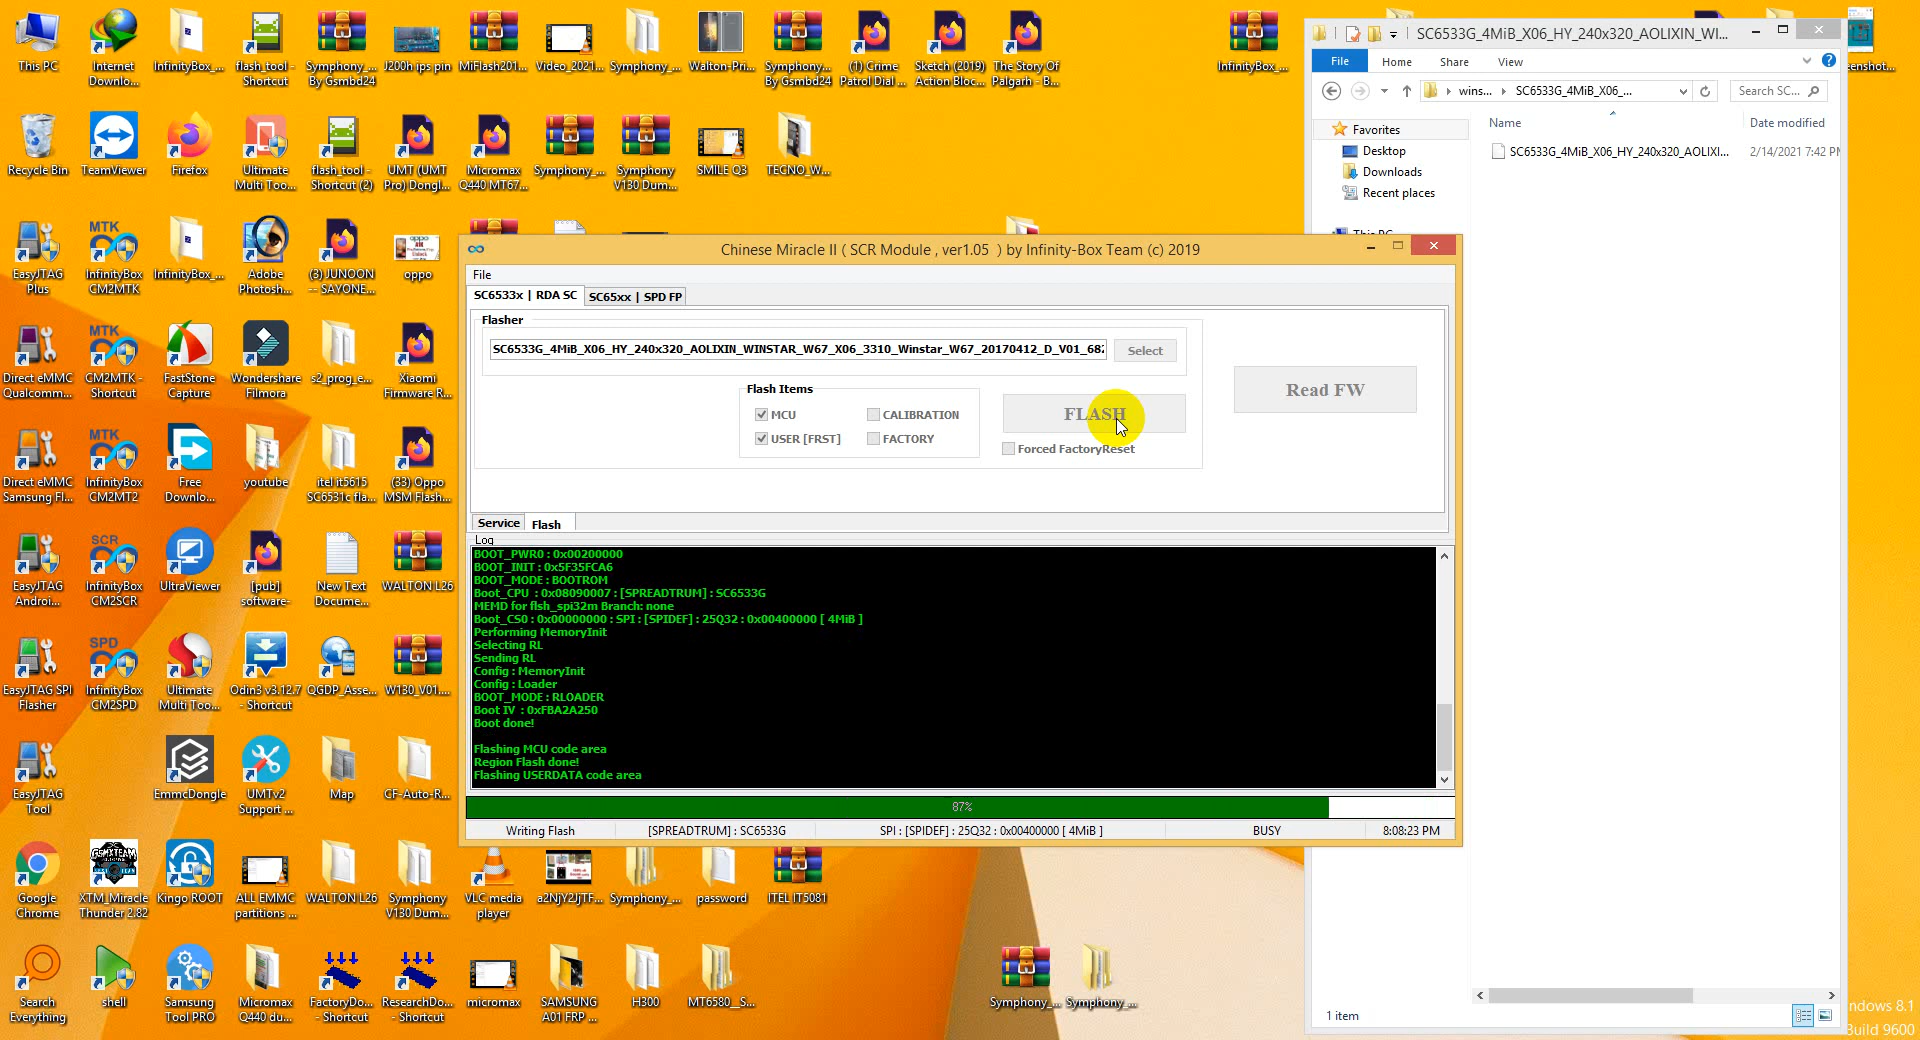 This PC
Internet
Downlo...
InfinityBox_...
flash_tool -
Shortcut
Symphony_...
By Gsmbd24
J200h ips pin
MiFlash201...
Video_2021...
Symphony_...
Walton-Pri...
Symphony...
By Gsmbd24
(1) Crime
Patrol Dial ...
Sketch (2019)
Action Bloc...
The Story Of
Palgarh - B...
InfinityBox_...
eenshot...
Recycle Bin
TeamViewer
Firefox
Ultimate
Multi Too...
flash_tool -
Shortcut (2)
UMT (UMT
Pro) Dongl...
Micromax
Q440 MT67...
Symphony_...
Symphony
V130 Dum...
SMILE Q3
TECNO_W...
EasyJTAG
Plus
MTK
InfinityBox
CM2MTK
InfinityBox_...
Adobe
Photosh...
(3) JUNOON
-- SAYONE...
oppo
oppo
Direct eMMC
Qualcomm...
MTK
CM2MTK -
Shortcut
FastStone
Capture
Wondershare
Filmora
s2_prog_e...
Xiaomi
Firmware R...
Direct eMMC
Samsung Fl...
MTK
InfinityBox
CM2MT2
Free
Downlo...
youtube
itel it5615
SC6531c fla...
(33) Oppo
MSM Flash...
EasyJTAG
Androi...
SCR
InfinityBox
CM2SCR
UltraViewer
[pub]
software-
New Text
Docume...
WALTON L26
EasyJTAG SPI
Flasher
SPD
InfinityBox
CM2SPD
Ultimate
Multi Too...
Odin3 v3.12.7
- Shortcut
QGDP_Asse...
W130_V01....
EasyJTAG
Tool
EmmcDongle
UMTv2
Support ...
Map
CF-Auto-R...
Google
Chrome
XTM_Miracle
Thunder 2.82
Kingo ROOT
ALL EMMC
partitions ...
WALTON L26
Symphony
V130 Dum...
VLC media
player
a2NjY2JjTF...
Symphony_...
password
ITEL IT5081
Search
Everything
shell
Samsung
Tool PRO
Micromax
Q440 du...
FactoryDo...
- Shortcut
ResearchDo...
- Shortcut
micromax
SAMSUNG
A01 FRP ...
H300
MT6580__S...
Symphony_...
Symphony_...
SC6533G_4MiB_X06_HY_240x320_AOLIXIN_WI...
File
Home
Share
View
wins...
SC6533G_4MiB_X06_...
Search SC...
Favorites
Desktop
Downloads
Recent places
This PC
Name
Date modified
SC6533G_4MiB_X06_HY_240x320_AOLIXI...
2/14/2021 7:42 PM
1 item
ndows 8.1
Build 9600
Chinese Miracle II ( SCR Module , ver1.05 ) by Infinity-Box Team (c) 2019
File
SC6533x | RDA SC
SC65xx | SPD FP
Flasher
SC6533G_4MiB_X06_HY_240x320_AOLIXIN_WINSTAR_W67_X06_3310_Winstar_W67_20170412_D_V01_682
Select
Flash Items
MCU
CALIBRATION
USER [FRST]
FACTORY
FLASH
Forced FactoryReset
Read FW
Service
Flash
Log
BOOT_PWR0 : 0x00200000
BOOT_INIT : 0x5F35FCA6
BOOT_MODE : BOOTROM
Boot_CPU : 0x08090007 : [SPREADTRUM] : SC6533G
MEMD for flsh_spi32m Branch: none
Boot_CS0 : 0x00000000 : SPI : [SPIDEF] : 25Q32 : 0x00400000 [ 4MiB ]
Performing MemoryInit
Selecting RL
Sending RL
Config : MemoryInit
Config : Loader
BOOT_MODE : RLOADER
Boot IV : 0xFBA2A250
Boot done!
Flashing MCU code area
Region Flash done!
Flashing USERDATA code area
87%
Writing Flash
[SPREADTRUM] : SC6533G
SPI : [SPIDEF] : 25Q32 : 0x00400000 [ 4MiB ]
BUSY
8:08:23 PM